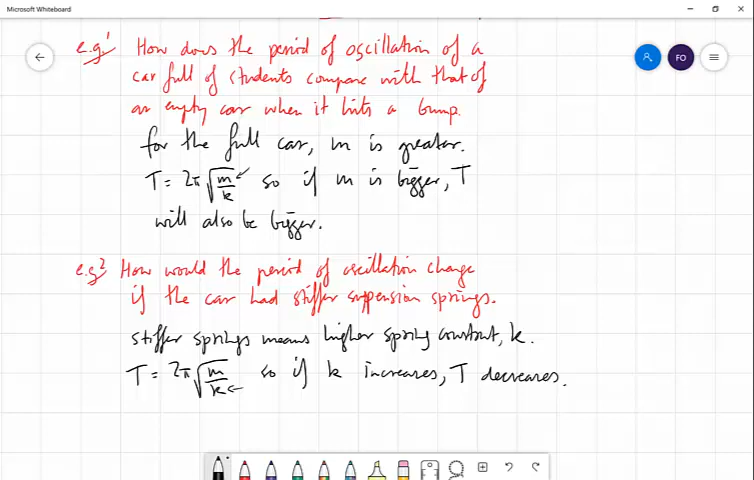 Microsoft Whiteboard
e.g 1 How does the period of oscillation of a
car full of students compare with that of
an empty car when it hits a bump.
FO
for the full car, m is greater.
T = 2π √m/k so if m is bigger, T
will also be bigger.
e.g 2 How would the period of oscillation change
if the car had stiffer suspension springs.
stiffer springs means higher spring constant, k.
T = 2π √m/k so if k increases, T decreases.